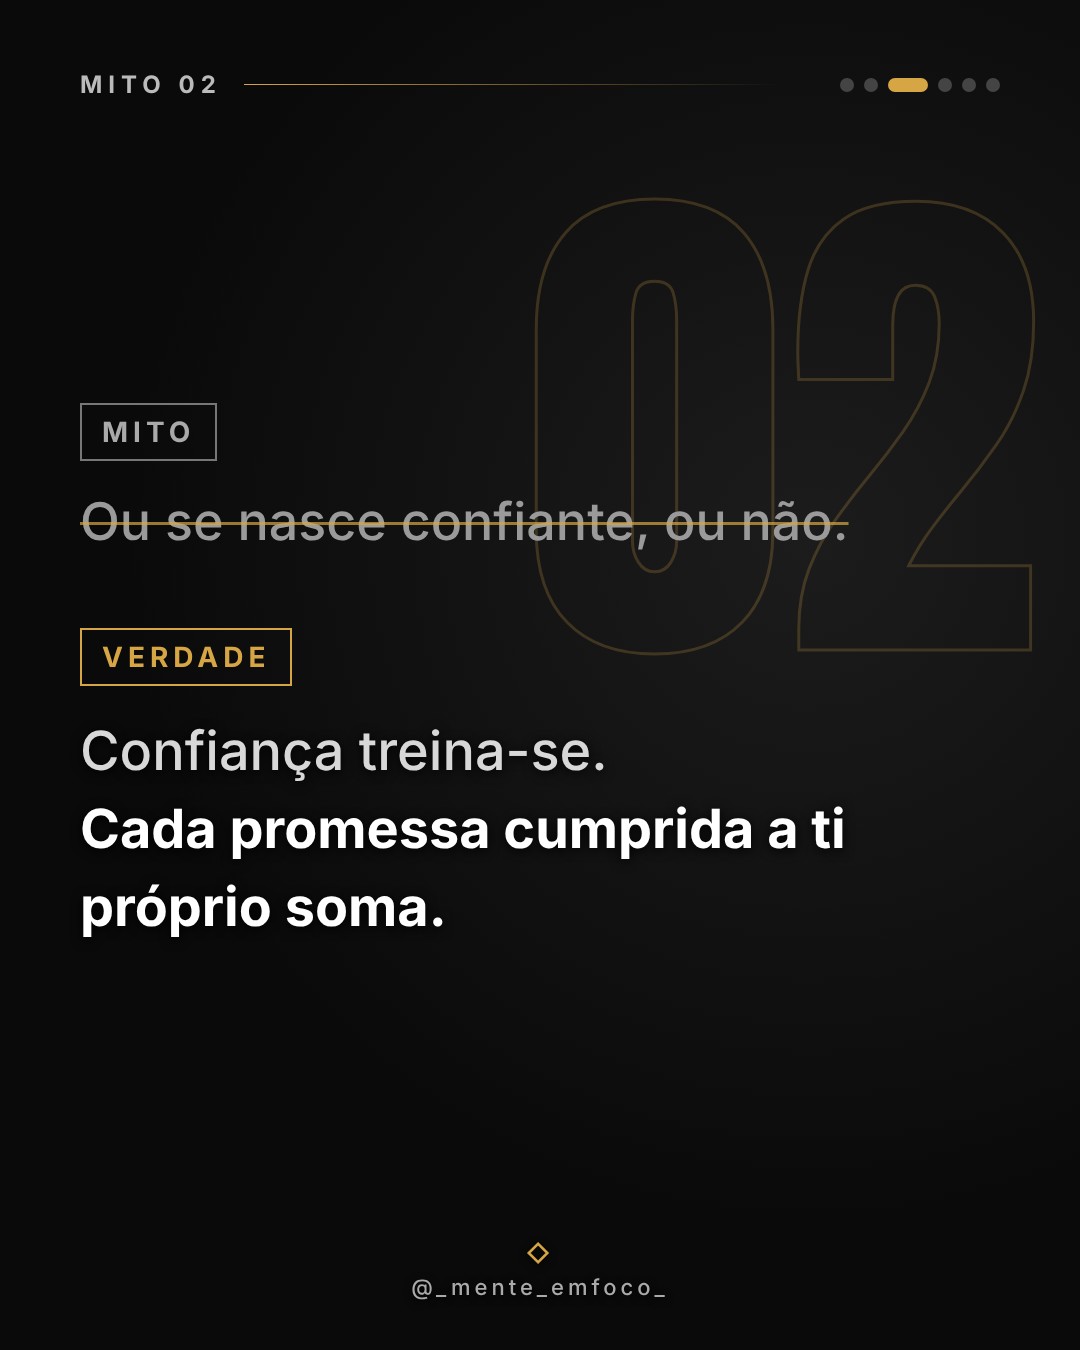 MITO 02
02
MITO
Ou se nasce confiante, ou não.
VERDADE
Confiança treina-se.
Cada promessa cumprida a ti
próprio soma.
@_mente_emfoco_